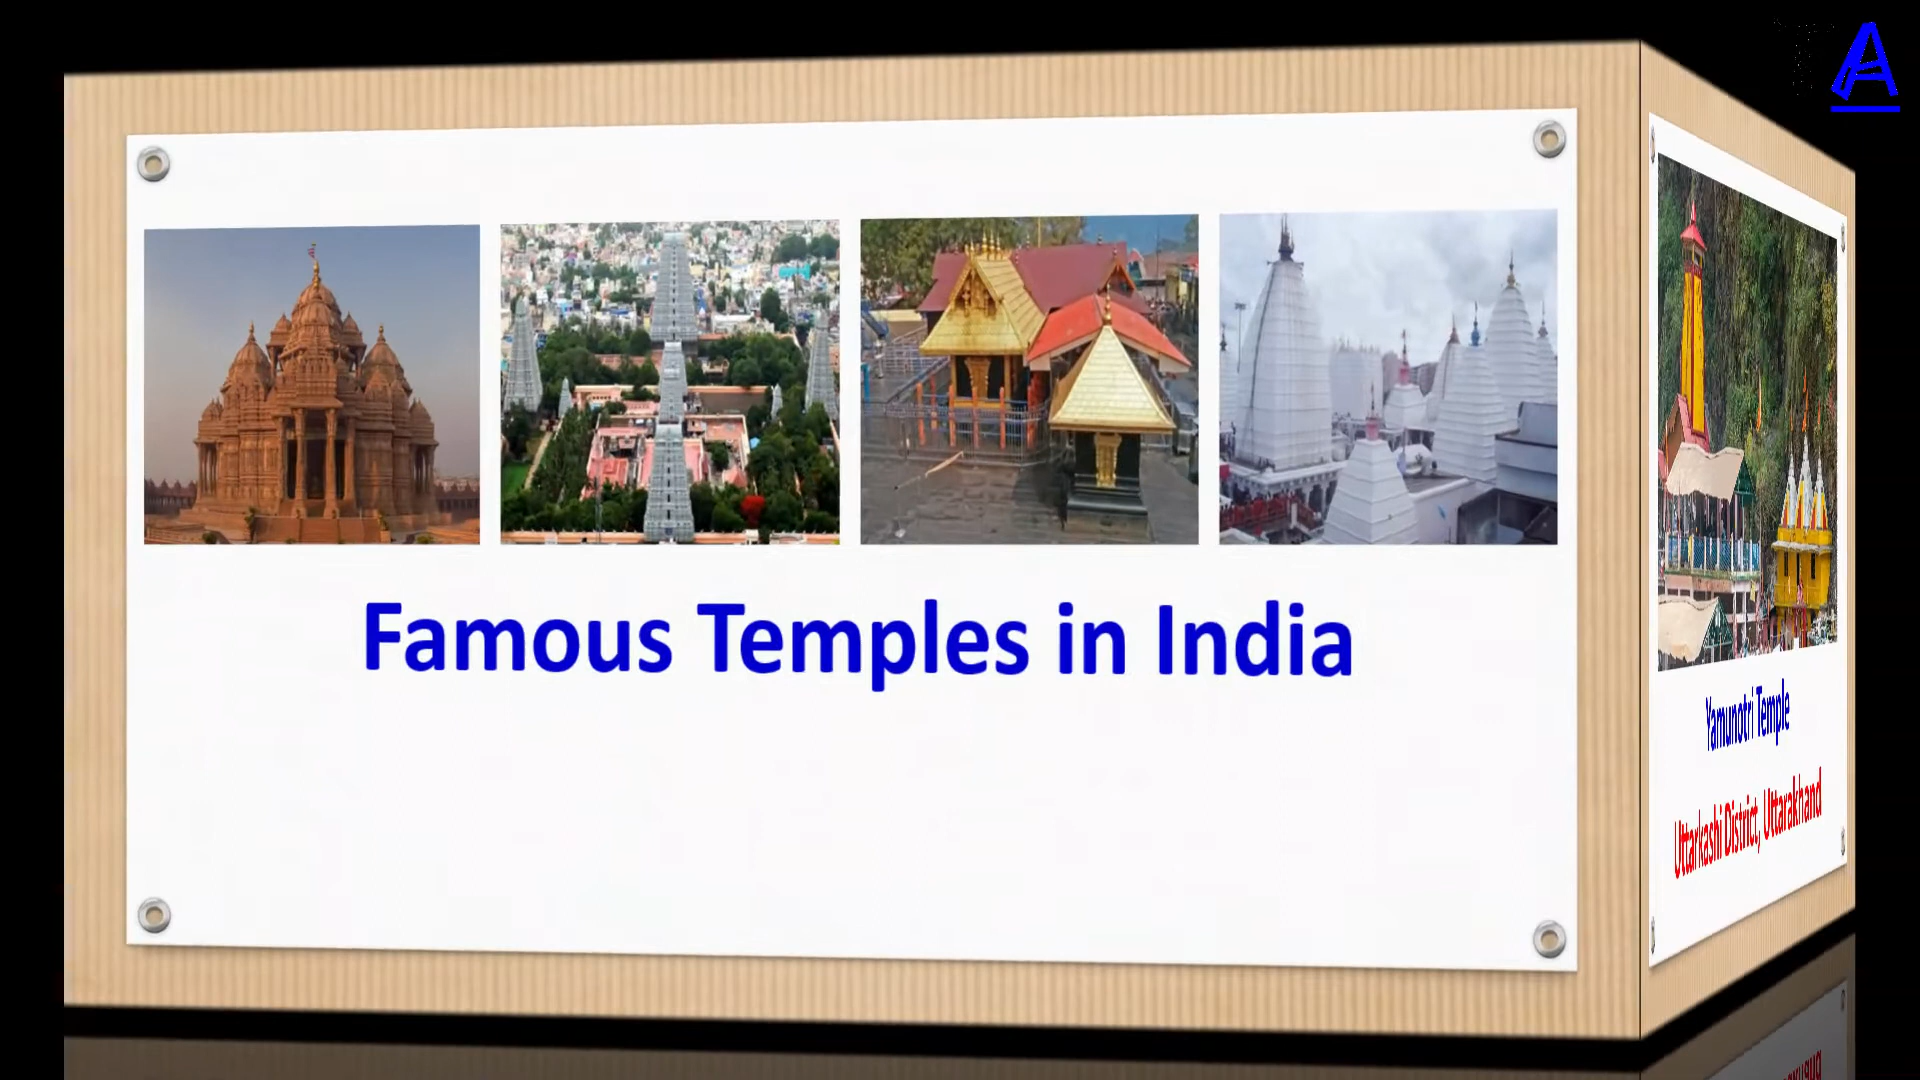 A
Famous Temples in India
Yamunotri Temple
Uttarkashi District, Uttarakhand